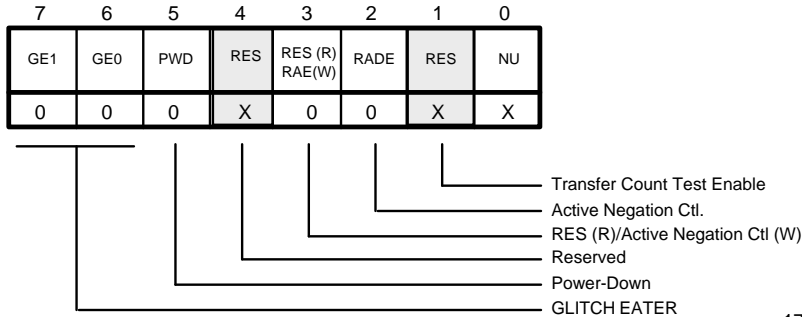 7 6 5 4 3 2 1 0
GE1 GE0 PWD RES RES (R) RADE RES NU
RAE(W)
0 0 0 X 0 0 X X
Transfer Count Test Enable
Active Negation Ctl.
RES (R)/Active Negation Ctl (W)
Reserved
Power-Down
GLITCH EATER